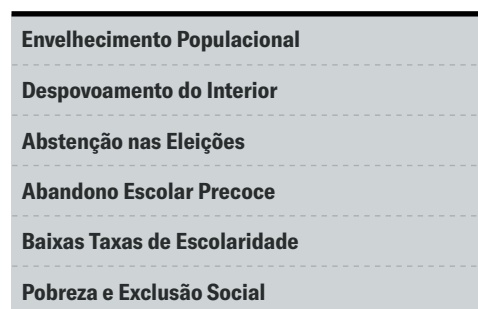 Envelhecimento Populacional
Despovoamento do Interior
Abstenção nas Eleições
Abandono Escolar Precoce
Baixas Taxas de Escolaridade
Pobreza e Exclusão Social